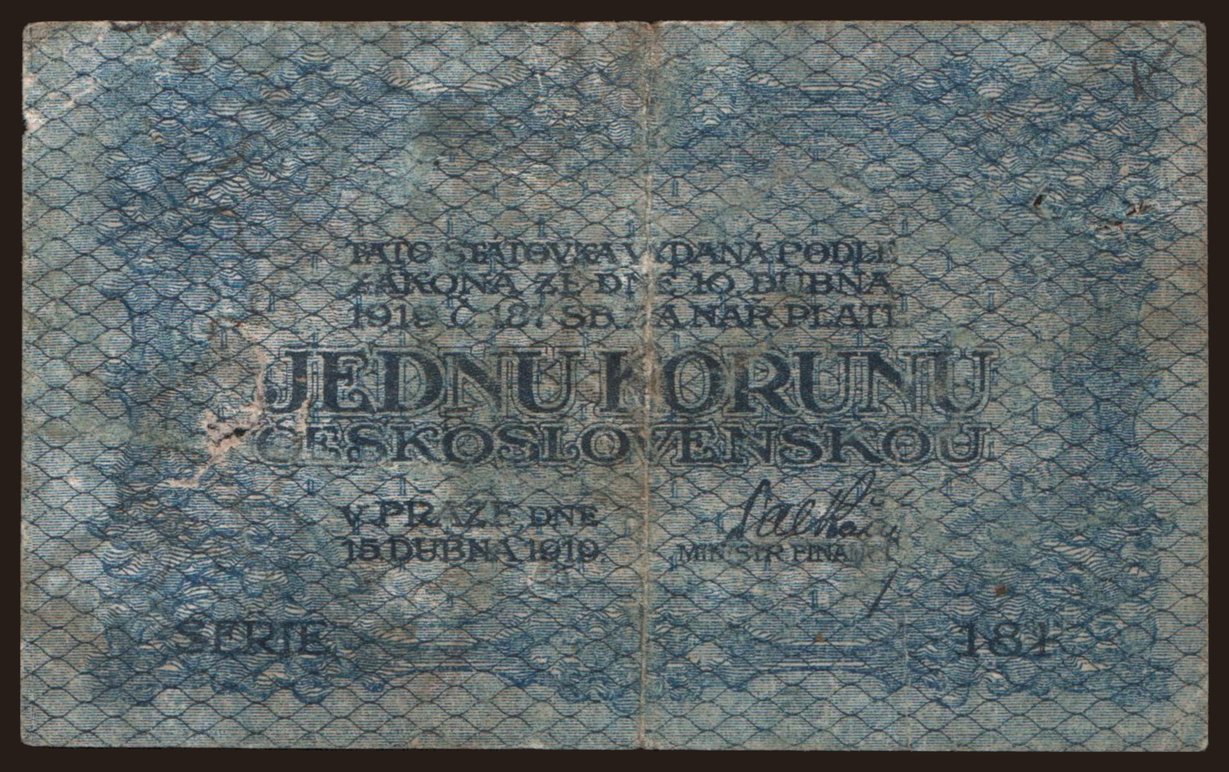 TATO STÁTOVKA VYDANÁ PODLE
ZÁKONA ZE DNE 10. DUBNA
1919 Č. 187 SB. Z. A NAŘ. PLATÍ
JEDNU KORUNU
ČESKOSLOVENSKOU.
V PRAZE DNE
15. DUBNA 1919.
MINISTR FINANCÍ
SERIE 181